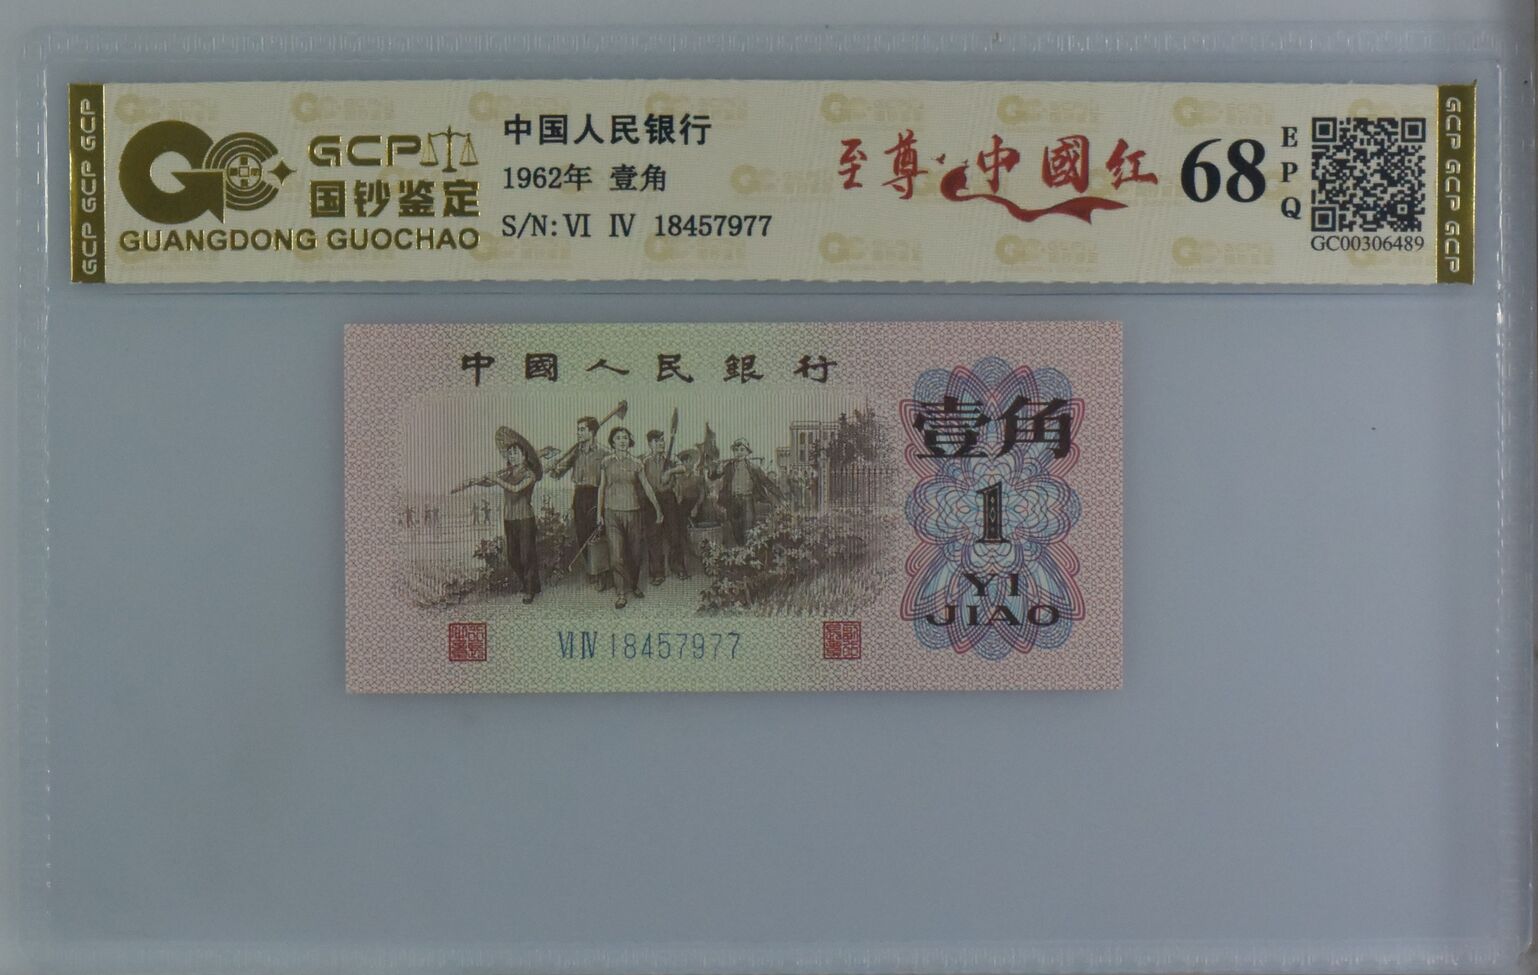 GCP GCP GCP
GCP
国钞鉴定
GUANGDONG GUOCHAO
中国人民银行
1962年 壹角
S/N: VI IV 18457977
至尊中國红
68
EPQ
GC00306489
GCP GCP GCP
中國人民銀行
壹角
1
YI
JIAO
VI IV 18457977